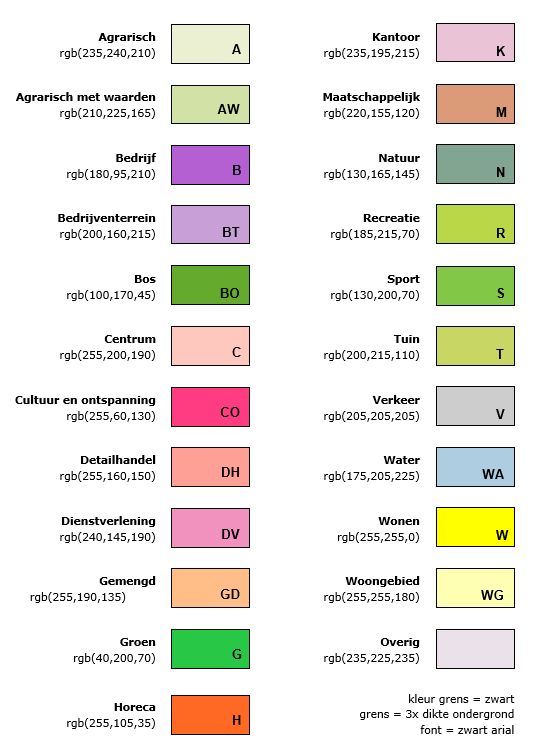 Agrarisch
rgb(235,240,210)
A
Agrarisch met waarden
rgb(210,225,165)
AW
Bedrijf
rgb(180,95,210)
B
Bedrijventerrein
rgb(200,160,215)
BT
Bos
rgb(100,170,45)
BO
Centrum
rgb(255,200,190)
C
Cultuur en ontspanning
rgb(255,60,130)
CO
Detailhandel
rgb(255,160,150)
DH
Dienstverlening
rgb(240,145,190)
DV
Gemengd
rgb(255,190,135)
GD
Groen
rgb(40,200,70)
G
Horeca
rgb(255,105,35)
H
Kantoor
rgb(235,195,215)
K
Maatschappelijk
rgb(220,155,120)
M
Natuur
rgb(130,165,145)
N
Recreatie
rgb(185,215,70)
R
Sport
rgb(130,200,70)
S
Tuin
rgb(200,215,110)
T
Verkeer
rgb(205,205,205)
V
Water
rgb(175,205,225)
WA
Wonen
rgb(255,255,0)
W
Woongebied
rgb(255,255,180)
WG
Overig
rgb(235,225,235)
kleur grens = zwart
grens = 3x dikte ondergrond
font = zwart arial